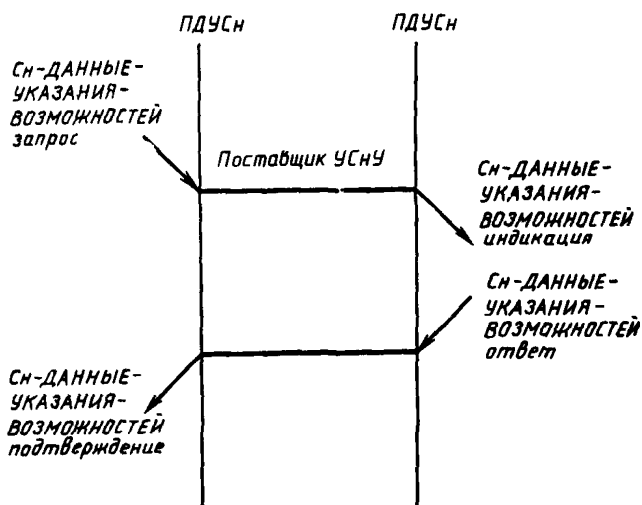 ПДУСн
ПДУСн
Сн-ДАННЫЕ-
УКАЗАНИЯ-
ВОЗМОЖНОСТЕЙ
запрос
Поставщик УСнУ
Сн-ДАННЫЕ-
УКАЗАНИЯ-
ВОЗМОЖНОСТЕЙ
индикация
Сн-ДАННЫЕ-
УКАЗАНИЯ-
ВОЗМОЖНОСТЕЙ
ответ
Сн-ДАННЫЕ-
УКАЗАНИЯ-
ВОЗМОЖНОСТЕЙ
подтверждение